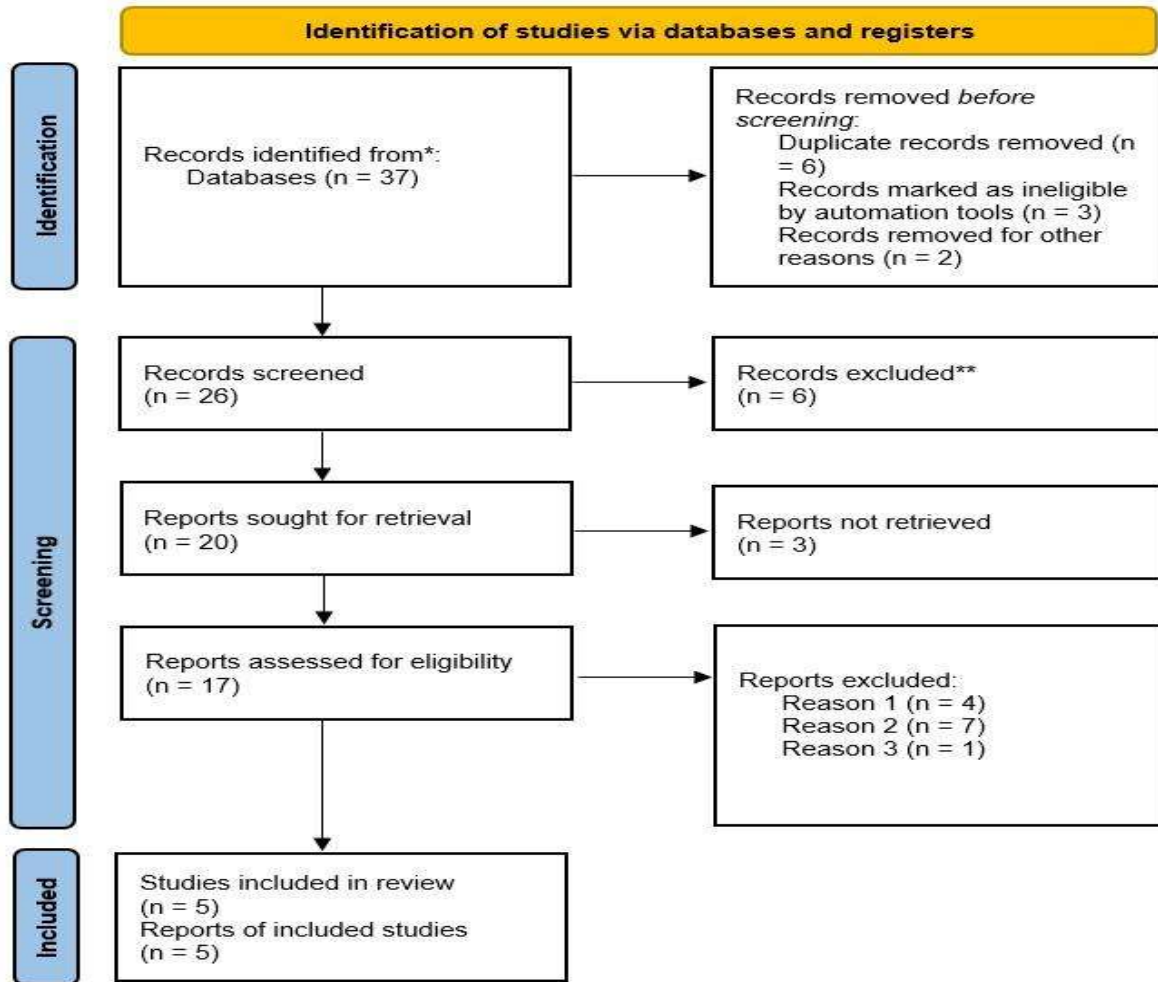 Identification of studies via databases and registers
Identification
Records identified from*:
Databases (n = 37)
Records removed before
screening:
Duplicate records removed (n
= 6)
Records marked as ineligible
by automation tools (n = 3)
Records removed for other
reasons (n = 2)
Screening
Records screened
(n = 26)
Records excluded**
(n = 6)
Reports sought for retrieval
(n = 20)
Reports not retrieved
(n = 3)
Reports assessed for eligibility
(n = 17)
Reports excluded:
Reason 1 (n = 4)
Reason 2 (n = 7)
Reason 3 (n = 1)
Included
Studies included in review
(n = 5)
Reports of included studies
(n = 5)